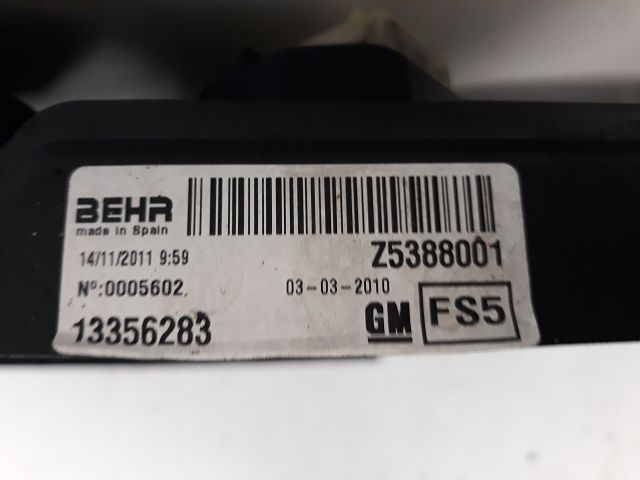 BEHR
made in Spain
14/11/2011 9:59
Z5388001
Nº:0005602
03-03-2010
13356283
GM
FS5